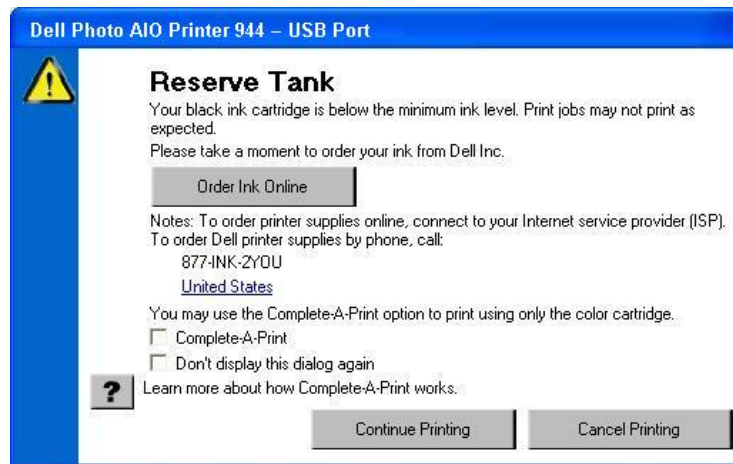 Dell Photo AIO Printer 944 – USB Port
Reserve Tank
Your black ink cartridge is below the minimum ink level. Print jobs may not print as
expected.
Please take a moment to order your ink from Dell Inc.
Order Ink Online
Notes: To order printer supplies online, connect to your Internet service provider (ISP).
To order Dell printer supplies by phone, call:
877-INK-2YOU
United States
You may use the Complete-A-Print option to print using only the color cartridge.
Complete-A-Print
Don't display this dialog again
? Learn more about how Complete-A-Print works.
Continue Printing
Cancel Printing